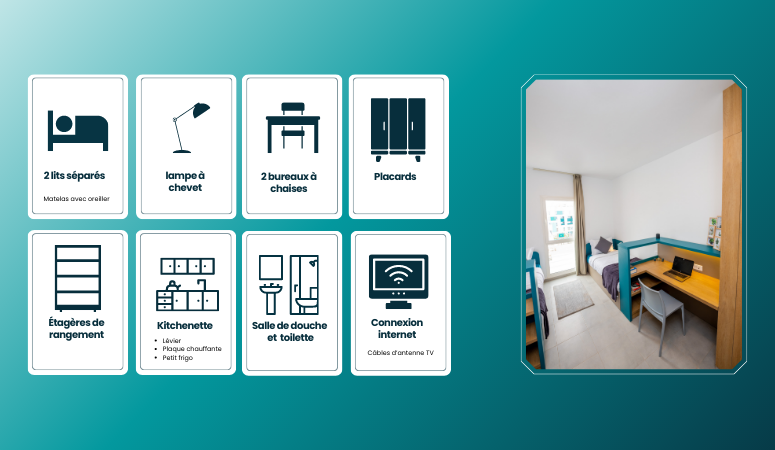 2 lits séparés
Matelas avec oreiller
lampe à
chevet
2 bureaux à
chaises
Placards
Étagères de
rangement
Kitchenette
• Lévier
• Plaque chauffante
• Petit frigo
Salle de douche
et toilette
Connexion
internet
Câbles d'antenne TV